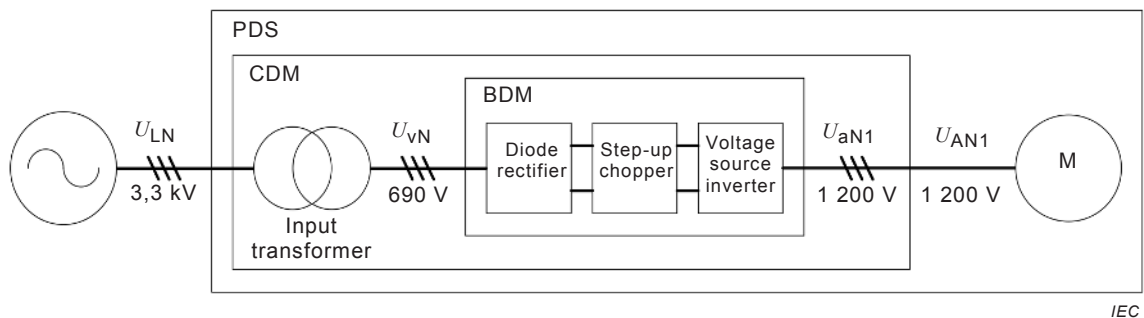 PDS
CDM
BDM
U_LN
3,3 kV
Input
transformer
U_vN
690 V
Diode
rectifier
Step-up
chopper
Voltage
source
inverter
U_aN1
1 200 V
U_AN1
1 200 V
M
IEC